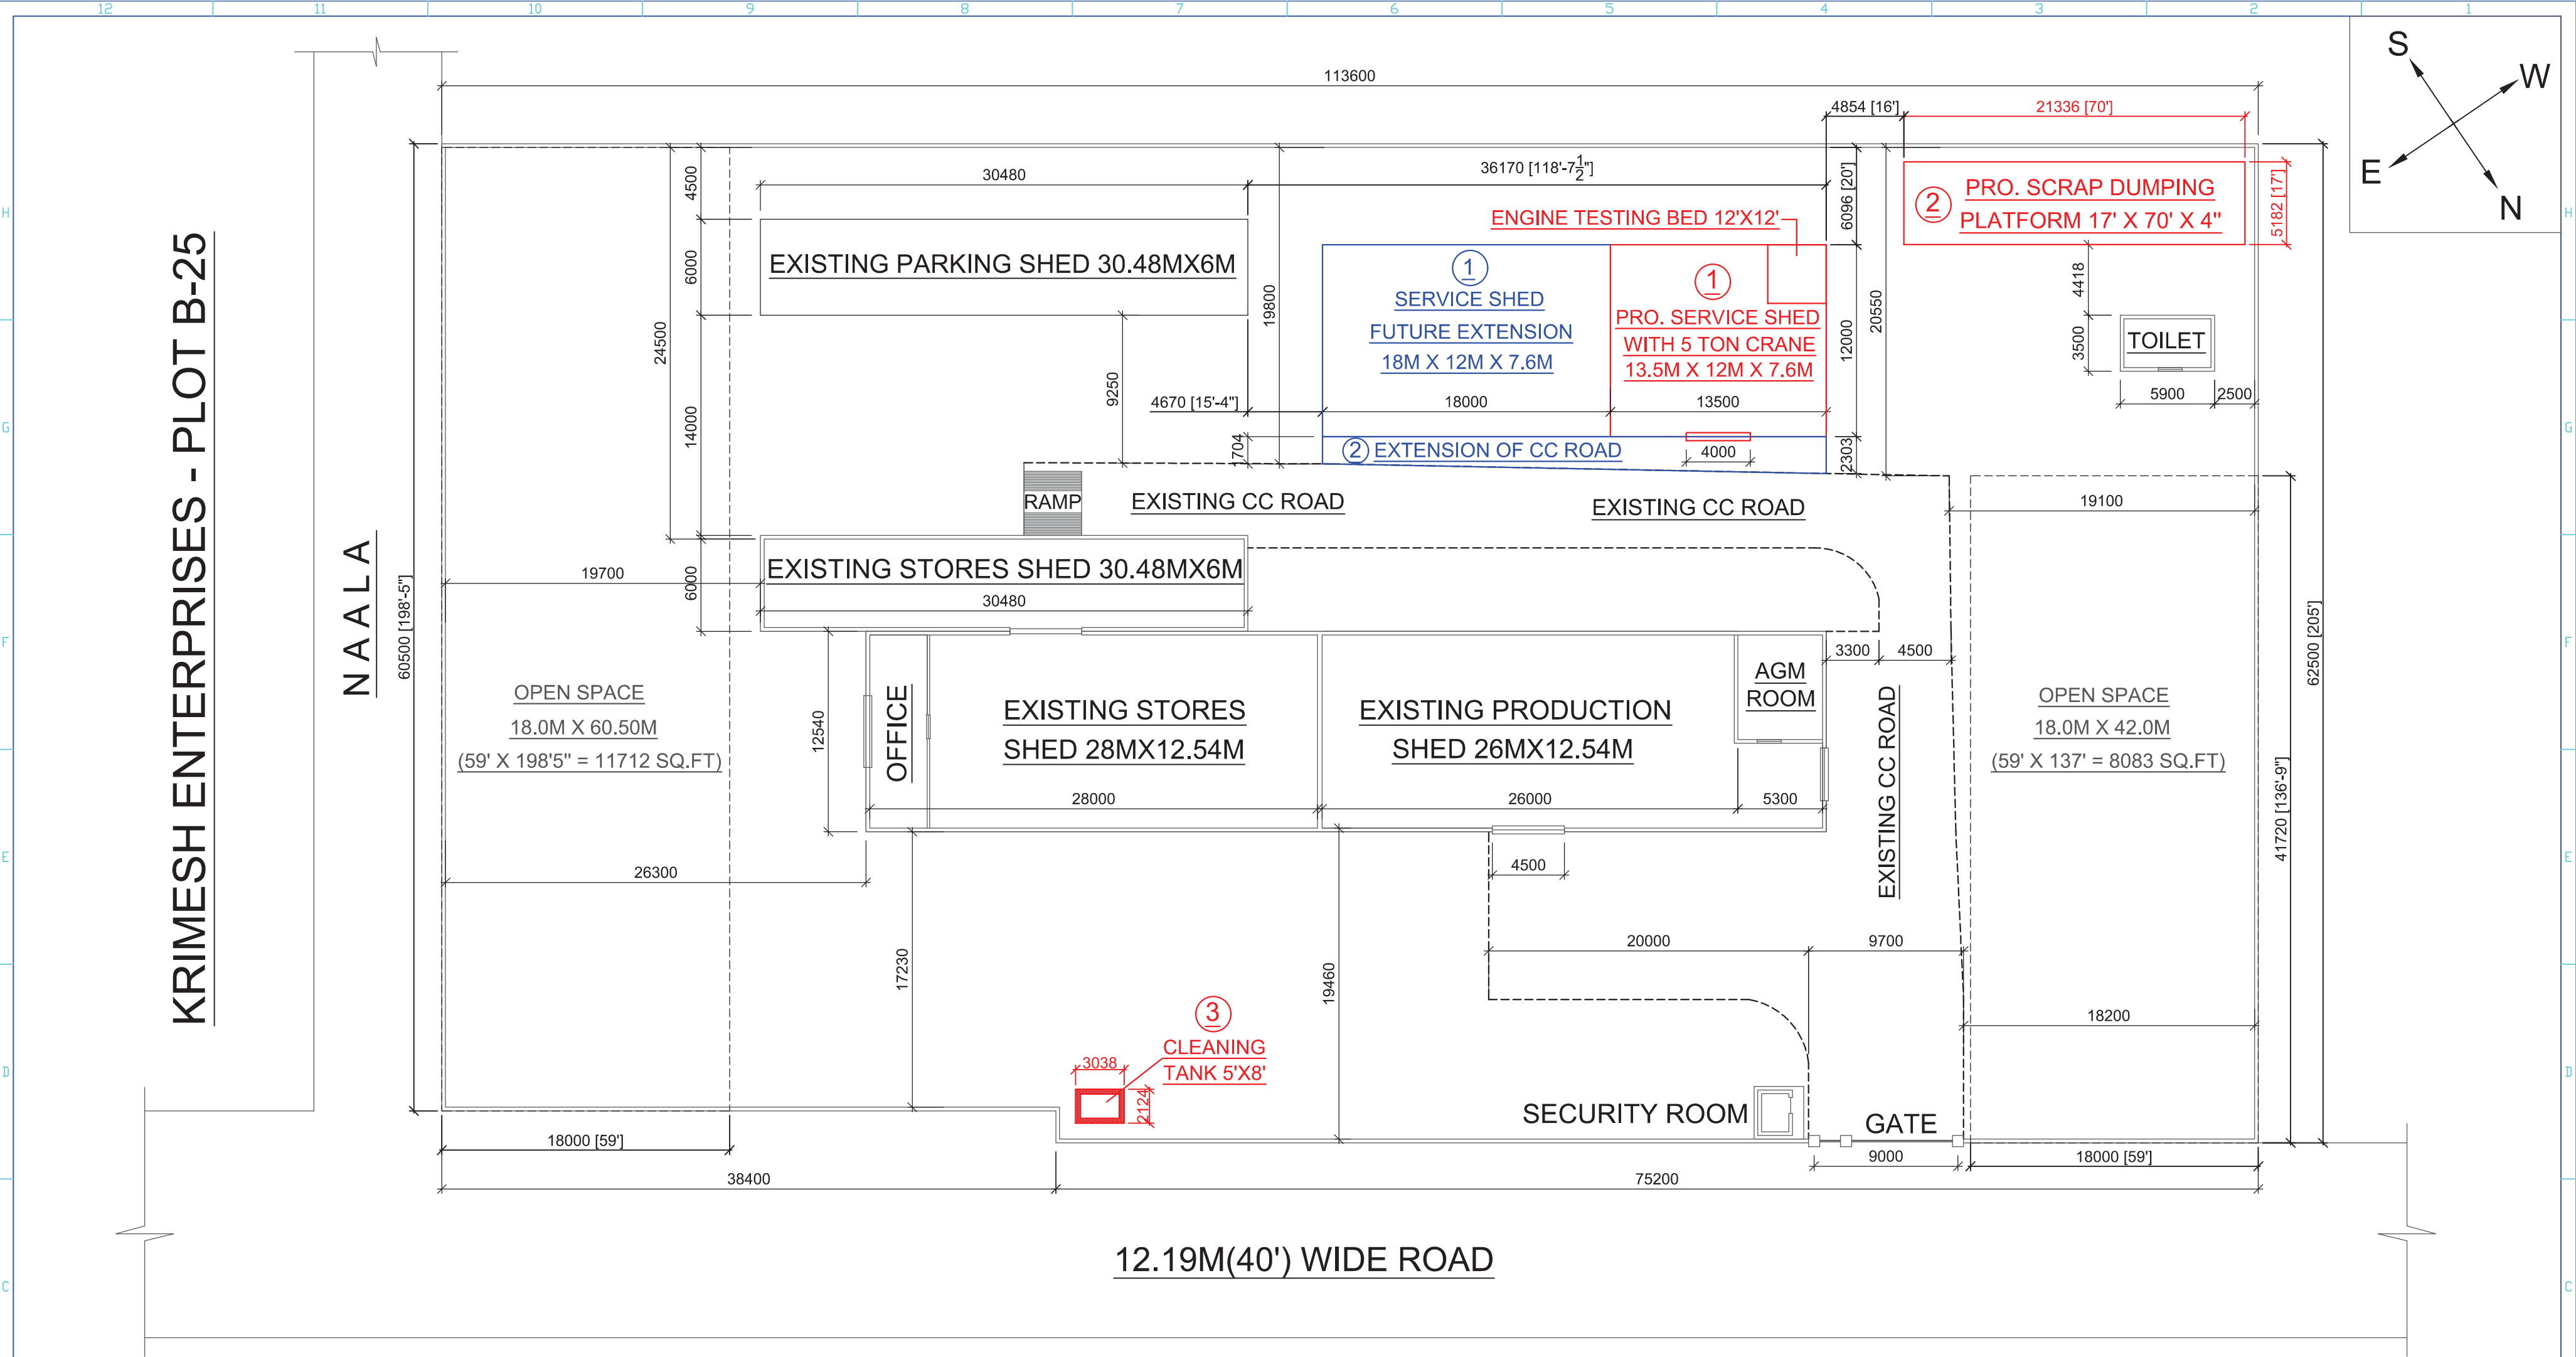 12 11 10 9 8 7 6 5 4 3 2 1
H
G
F
E
D
C
H
G
F
E
D
C
S
W
E
N
113600
4854 [16']
21336 [70']
30480
36170 [118'-7 1/2"]
4500
6000
24500
14000
6000
19800
6096 [20']
12000
20550
2303
5182 [17']
ENGINE TESTING BED 12'X12'
2 PRO. SCRAP DUMPING
PLATFORM 17' X 70' X 4"
EXISTING PARKING SHED 30.48MX6M
1
SERVICE SHED
FUTURE EXTENSION
18M X 12M X 7.6M
1
PRO. SERVICE SHED
WITH 5 TON CRANE
13.5M X 12M X 7.6M
4418
3500
TOILET
5900
2500
9250
4670 [15'-4"]
18000
13500
1704
2 EXTENSION OF CC ROAD
4000
RAMP
EXISTING CC ROAD
EXISTING CC ROAD
19100
KRIMESH ENTERPRISES - PLOT B-25
NAALA
60500 [198'-5"]
19700
EXISTING STORES SHED 30.48MX6M
30480
3300
4500
62500 [205']
41720 [136'-9"]
OPEN SPACE
18.0M X 60.50M
(59' X 198'5" = 11712 SQ.FT)
12540
OFFICE
EXISTING STORES
SHED 28MX12.54M
EXISTING PRODUCTION
SHED 26MX12.54M
AGM
ROOM
EXISTING CC ROAD
OPEN SPACE
18.0M X 42.0M
(59' X 137' = 8083 SQ.FT)
28000
26000
5300
26300
4500
17230
19460
20000
9700
18200
3
CLEANING
TANK 5'X8'
3038
2124
SECURITY ROOM
GATE
18000 [59']
9000
18000 [59']
38400
75200
12.19M(40') WIDE ROAD